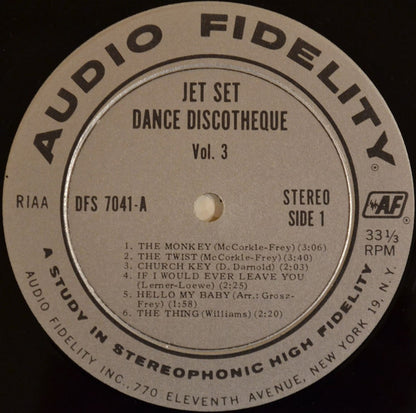 AUDIO FIDELITY®
JET SET
DANCE DISCOTHEQUE
Vol. 3
RIAA
DFS 7041-A
STEREO
SIDE 1
AF
33 1/3
RPM
1. THE MONKEY (McCorkle-Frey) (3:06)
2. THE TWIST (McCorkle-Frey) (3:40)
3. CHURCH KEY (D. Darnold) (2:03)
4. IF I WOULD EVER LEAVE YOU
(Lerner-Loewe) (2:25)
5. HELLO MY BABY (Arr.: Grosz-
Frey) (1:58)
6. THE THING (Williams) (2:20)
A STUDY IN STEREOPHONIC HIGH FIDELITY
AUDIO FIDELITY INC., 770 ELEVENTH AVENUE, NEW YORK 19, N.Y.